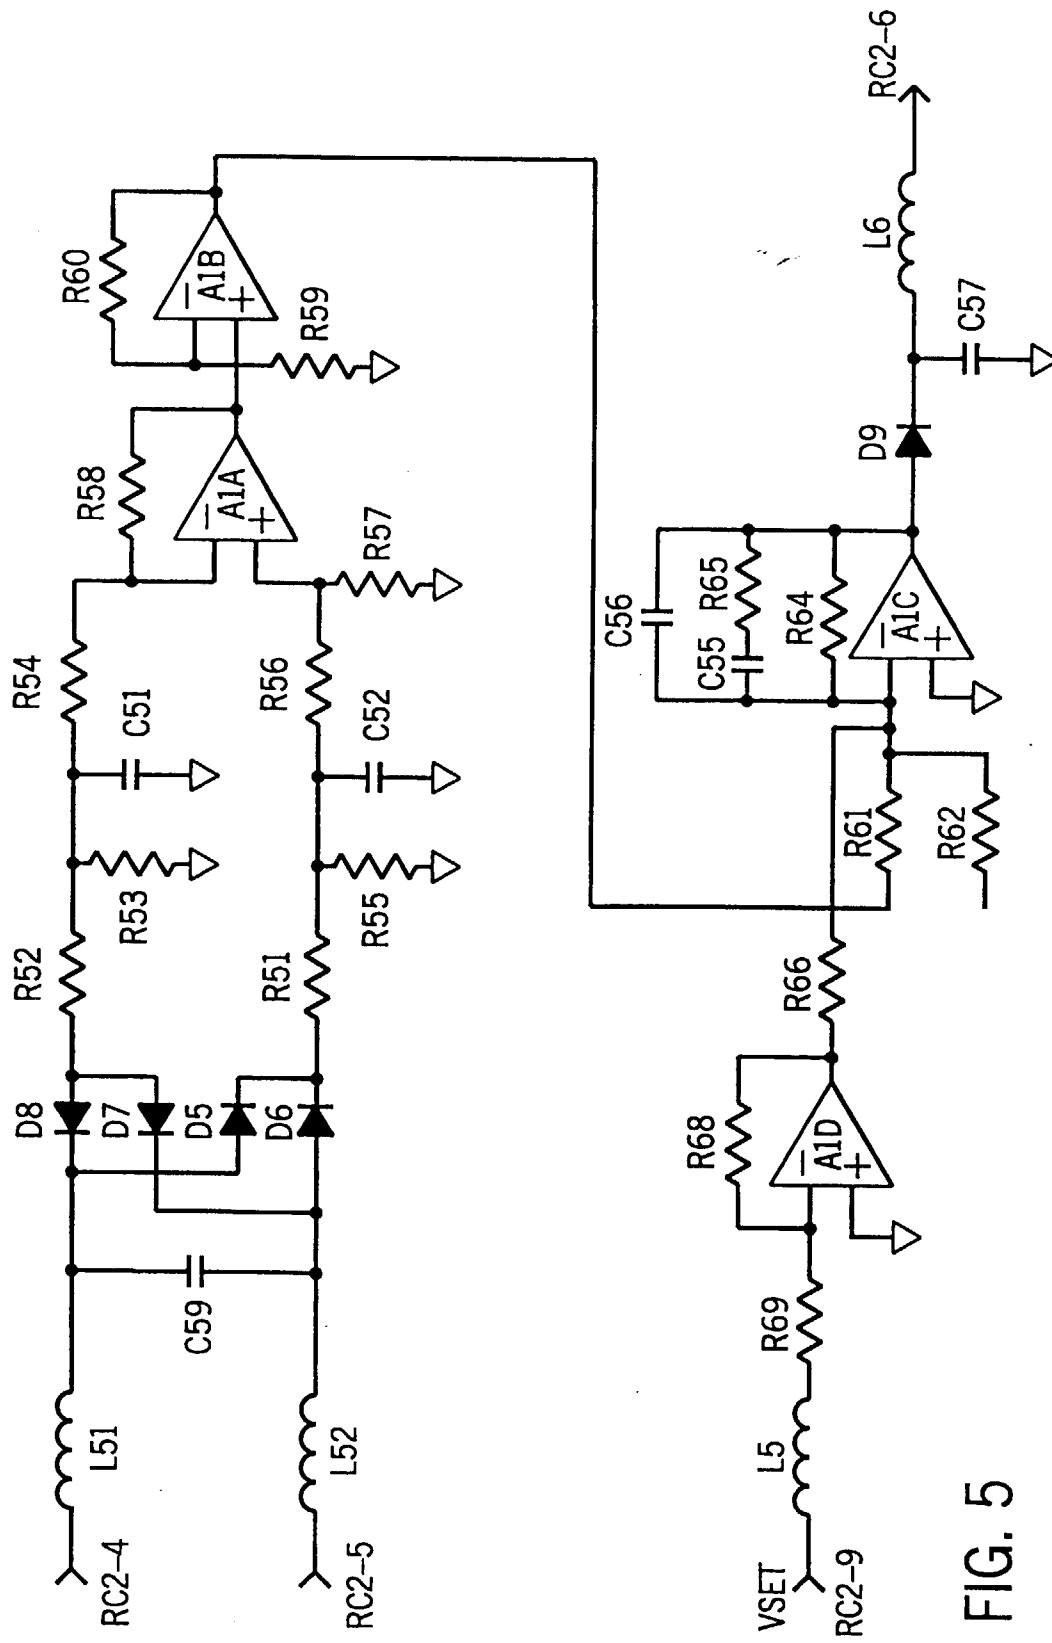 RC2-4
L51
C59
D8
D7
D5
D6
R52
R53
C51
R54
R58
A1A
− +
R60
A1B
− +
R59
RC2-5
L52
R51
R55
C52
R56
R57
VSET
RC2-9
L5
R69
R68
A1D
− +
R66
R61
R62
C56
C55
R65
R64
A1C
− +
D9
C57
L6
RC2-6
FIG. 5